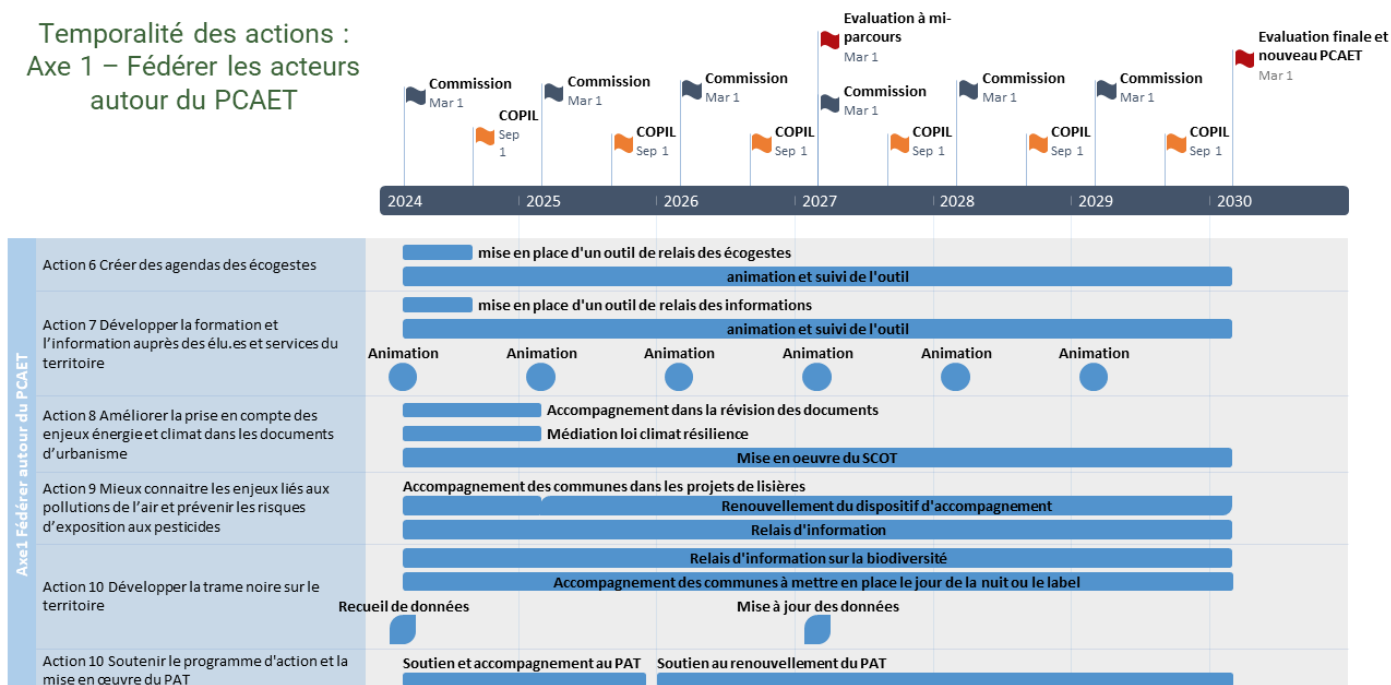 Temporalité des actions :
Axe 1 – Fédérer les acteurs
autour du PCAET
Commission
Mar 1
COPIL
Sep
1
Commission
Mar 1
COPIL
Sep 1
Commission
Mar 1
COPIL
Sep 1
Evaluation à mi-
parcours
Mar 1
Commission
Mar 1
COPIL
Sep 1
Commission
Mar 1
COPIL
Sep 1
Commission
Mar 1
COPIL
Sep 1
Evaluation finale et
nouveau PCAET
Mar 1
2024 2025 2026 2027 2028 2029 2030
Axe1 Fédérer autour du PCAET
Action 6 Créer des agendas des écogestes
mise en place d'un outil de relais des écogestes
animation et suivi de l'outil
Action 7 Développer la formation et
l’information auprès des élu.es et services du
territoire
mise en place d'un outil de relais des informations
animation et suivi de l'outil
Animation Animation Animation Animation Animation Animation
Action 8 Améliorer la prise en compte des
enjeux énergie et climat dans les documents
d’urbanisme
Accompagnement dans la révision des documents
Médiation loi climat résilience
Mise en oeuvre du SCOT
Action 9 Mieux connaitre les enjeux liés aux
pollutions de l’air et prévenir les risques
d’exposition aux pesticides
Accompagnement des communes dans les projets de lisières
Renouvellement du dispositif d'accompagnement
Relais d'information
Action 10 Développer la trame noire sur le
territoire
Relais d'information sur la biodiversité
Accompagnement des communes à mettre en place le jour de la nuit ou le label
Recueil de données
Mise à jour des données
Action 10 Soutenir le programme d'action et la
mise en œuvre du PAT
Soutien et accompagnement au PAT
Soutien au renouvellement du PAT